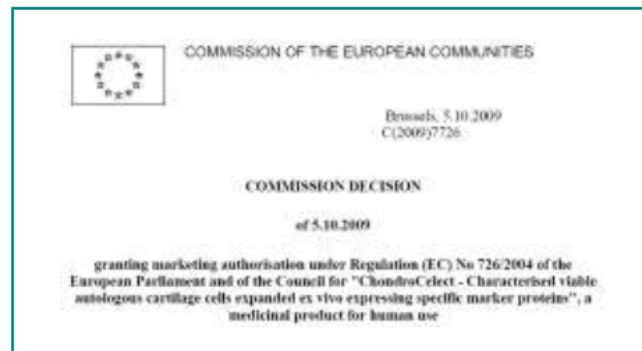 COMMISSION OF THE EUROPEAN COMMUNITIES
Brussels, 5.10.2009
C(2009)7726
COMMISSION DECISION
of 5.10.2009
granting marketing authorisation under Regulation (EC) No 726/2004 of the
European Parliament and of the Council for "ChondroCelect - Characterised viable
autologous cartilage cells expanded ex vivo expressing specific marker proteins", a
medicinal product for human use